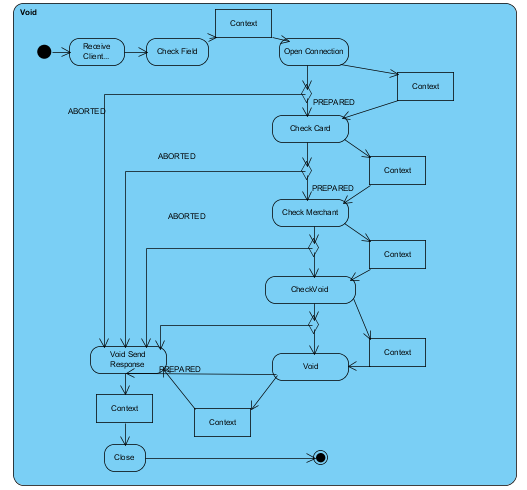 Void
Context
Receive
Client...
Check Field
Open Connection
Context
PREPARED
ABORTED
Check Card
ABORTED
Context
PREPARED
Check Merchant
ABORTED
Context
CheckVoid
Void Send
Response
Context
PREPARED
Void
Context
Context
Close